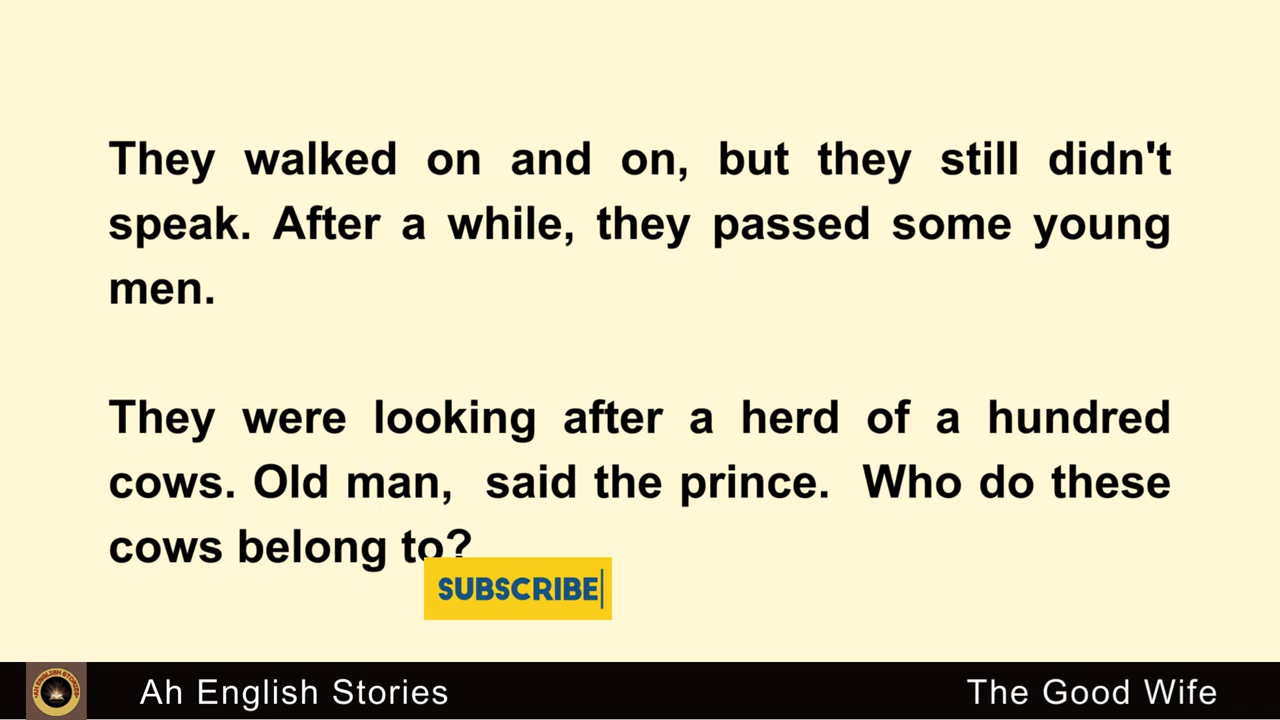 They walked on and on, but they still didn't
speak. After a while, they passed some young
men.
They were looking after a herd of a hundred
cows. Old man,  said the prince.  Who do these
cows belong to?
SUBSCRIBE
Ah English Stories
The Good Wife